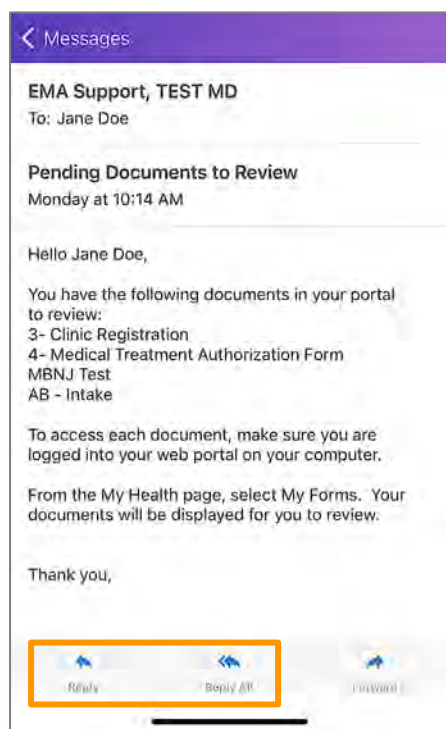 Messages
EMA Support, TEST MD
To: Jane Doe
Pending Documents to Review
Monday at 10:14 AM
Hello Jane Doe,
You have the following documents in your portal
to review:
3- Clinic Registration
4- Medical Treatment Authorization Form
MBNJ Test
AB - Intake
To access each document, make sure you are
logged into your web portal on your computer.
From the My Health page, select My Forms.  Your
documents will be displayed for you to review.
Thank you,
Reply Reply All Forward